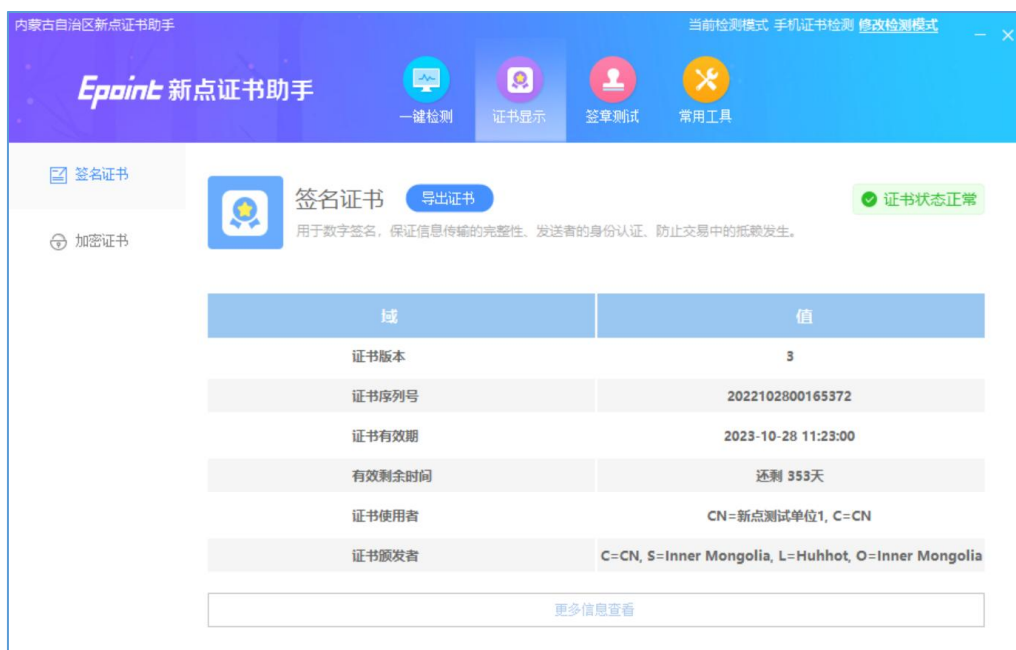 内蒙古自治区新点证书助手
当前检测模式 手机证书检测 修改检测模式
Epoint 新点证书助手
一键检测 证书显示 签章测试 常用工具
签名证书
加密证书
签名证书 导出证书
证书状态正常
用于数字签名，保证信息传输的完整性、发送者的身份认证、防止交易中的抵赖发生。
域 值
证书版本 3
证书序列号 2022102800165372
证书有效期 2023-10-28 11:23:00
有效剩余时间 还剩 353天
证书使用者 CN=新点测试单位1, C=CN
证书颁发者 C=CN, S=Inner Mongolia, L=Huhhot, O=Inner Mongolia
更多信息查看